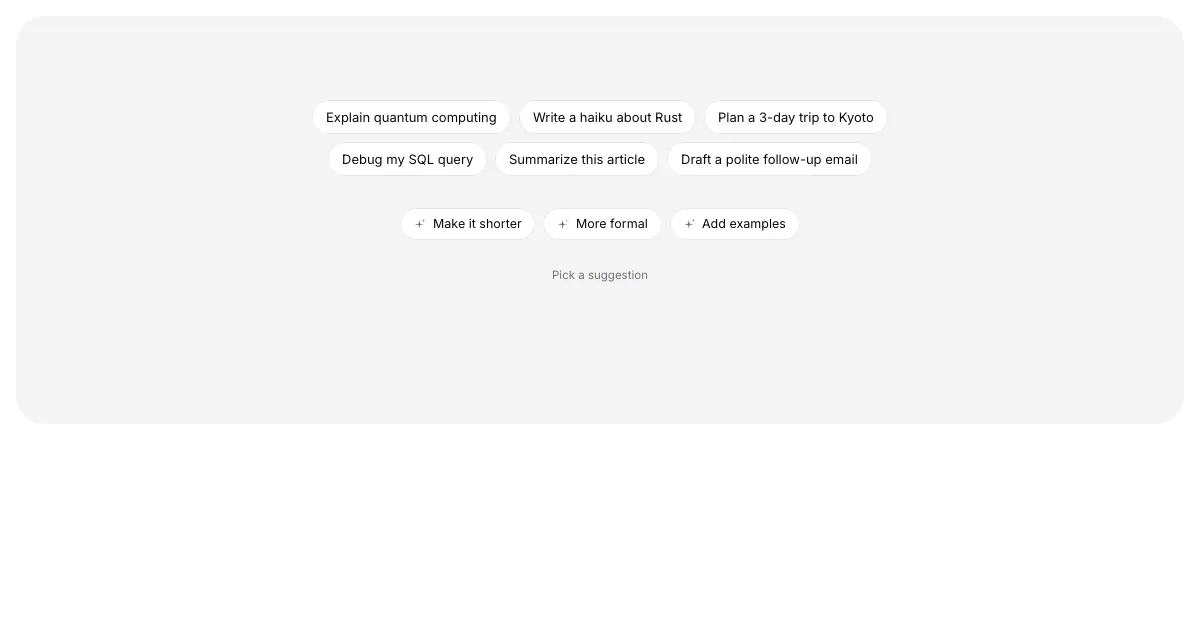 Explain quantum computing Write a haiku about Rust Plan a 3-day trip to Kyoto
Debug my SQL query Summarize this article Draft a polite follow-up email
Make it shorter More formal Add examples
Pick a suggestion